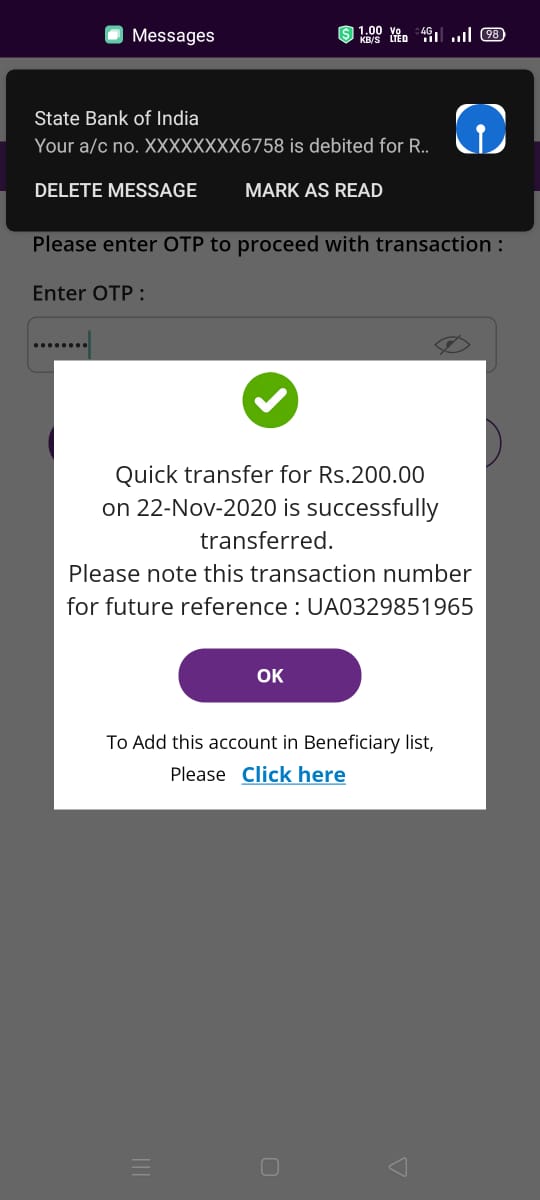 Messages
1.00 KB/S
Vo LTED
4G
98
State Bank of India
Your a/c no. XXXXXXXX6758 is debited for R..
DELETE MESSAGE MARK AS READ
Please enter OTP to proceed with transaction :
Enter OTP :
Quick transfer for Rs.200.00
on 22-Nov-2020 is successfully
transferred.
Please note this transaction number
for future reference : UA0329851965
OK
To Add this account in Beneficiary list,
Please Click here